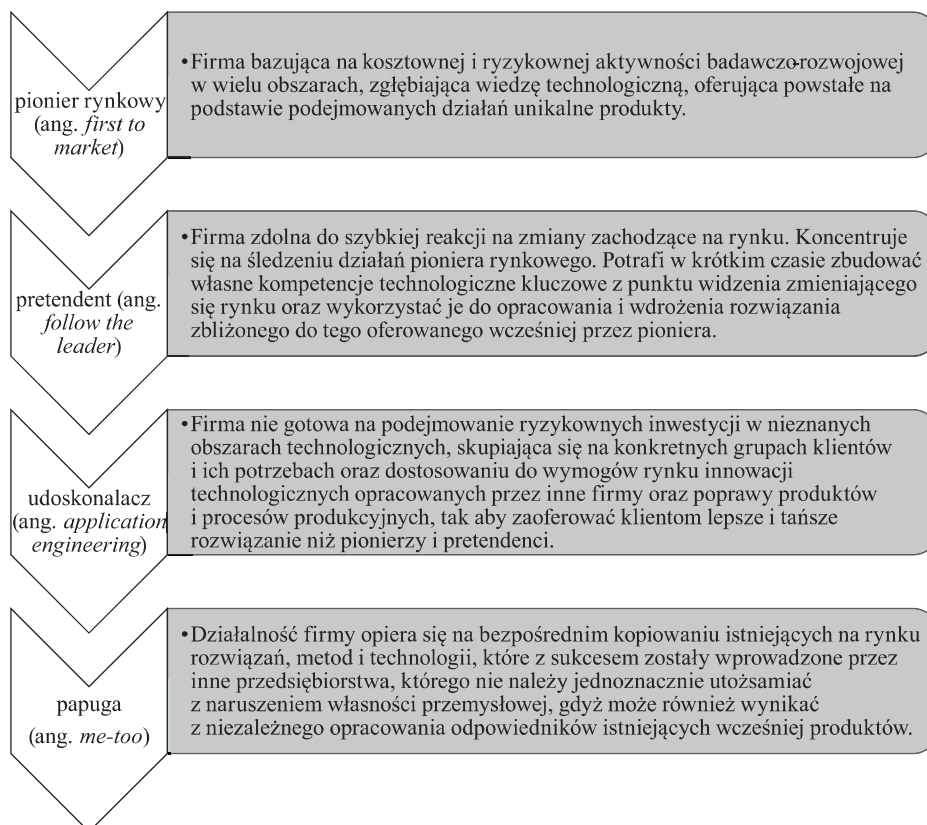 pionier rynkowy
(ang. first to
market)
•Firma bazująca na kosztownej i ryzykownej aktywności badawczo-rozwojowej
w wielu obszarach, zgłębiająca wiedzę technologiczną, oferująca powstałe na
podstawie podejmowanych działań unikalne produkty.
pretendent (ang.
follow the
leader)
•Firma zdolna do szybkiej reakcji na zmiany zachodzące na rynku. Koncentruje
się na śledzeniu działań pioniera rynkowego. Potrafi w krótkim czasie zbudować
własne kompetencje technologiczne kluczowe z punktu widzenia zmieniającego
się rynku oraz wykorzystać je do opracowania i wdrożenia rozwiązania
zbliżonego do tego oferowanego wcześniej przez pioniera.
udoskonalacz
(ang. application
engineering)
•Firma nie gotowa na podejmowanie ryzykownych inwestycji w nieznanych
obszarach technologicznych, skupiająca się na konkretnych grupach klientów
i ich potrzebach oraz dostosowaniu do wymogów rynku innowacji
technologicznych opracowanych przez inne firmy oraz poprawy produktów
i procesów produkcyjnych, tak aby zaoferować klientom lepsze i tańsze
rozwiązanie niż pionierzy i pretendenci.
papuga
(ang. me-too)
•Działalność firmy opiera się na bezpośrednim kopiowaniu istniejących na rynku
rozwiązań, metod i technologii, które z sukcesem zostały wprowadzone przez
inne przedsiębiorstwa, którego nie należy jednoznacznie utożsamiać
z naruszeniem własności przemysłowej, gdyż może również wynikać
z niezależnego opracowania odpowiedników istniejących wcześniej produktów.